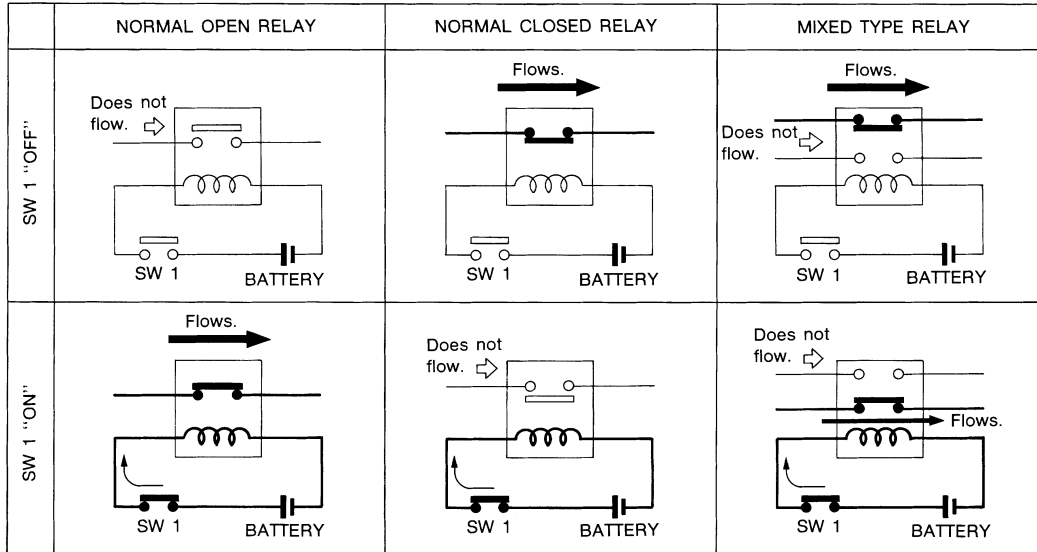 NORMAL OPEN RELAY
NORMAL CLOSED RELAY
MIXED TYPE RELAY
SW 1 "OFF"
Does not
flow.
SW 1
BATTERY
Flows.
SW 1
BATTERY
Flows.
Does not
flow.
SW 1
BATTERY
SW 1 "ON"
Flows.
SW 1
BATTERY
Does not
flow.
SW 1
BATTERY
Does not
flow.
Flows.
SW 1
BATTERY